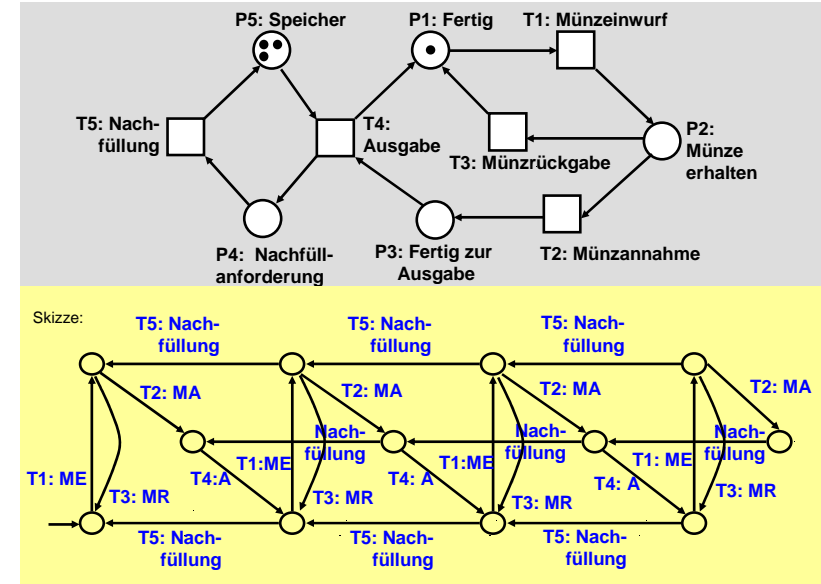 P5: Speicher
P1: Fertig
T1: Münzeinwurf
T5: Nach-
füllung
T4:
Ausgabe
P2:
Münze
erhalten
T3: Münzrückgabe
P4: Nachfüll-
anforderung
P3: Fertig zur
Ausgabe
T2: Münzannahme
Skizze:
T5: Nach-
füllung
T5: Nach-
füllung
T5: Nach-
füllung
T2: MA
T2: MA
T2: MA
T2: MA
Nach-
füllung
Nach-
füllung
Nach-
füllung
T1: ME
T4:A
T1:ME
T4: A
T1:ME
T4: A
T1: ME
T3: MR
T3: MR
T3: MR
T3: MR
T5: Nach-
füllung
T5: Nach-
füllung
T5: Nach-
füllung